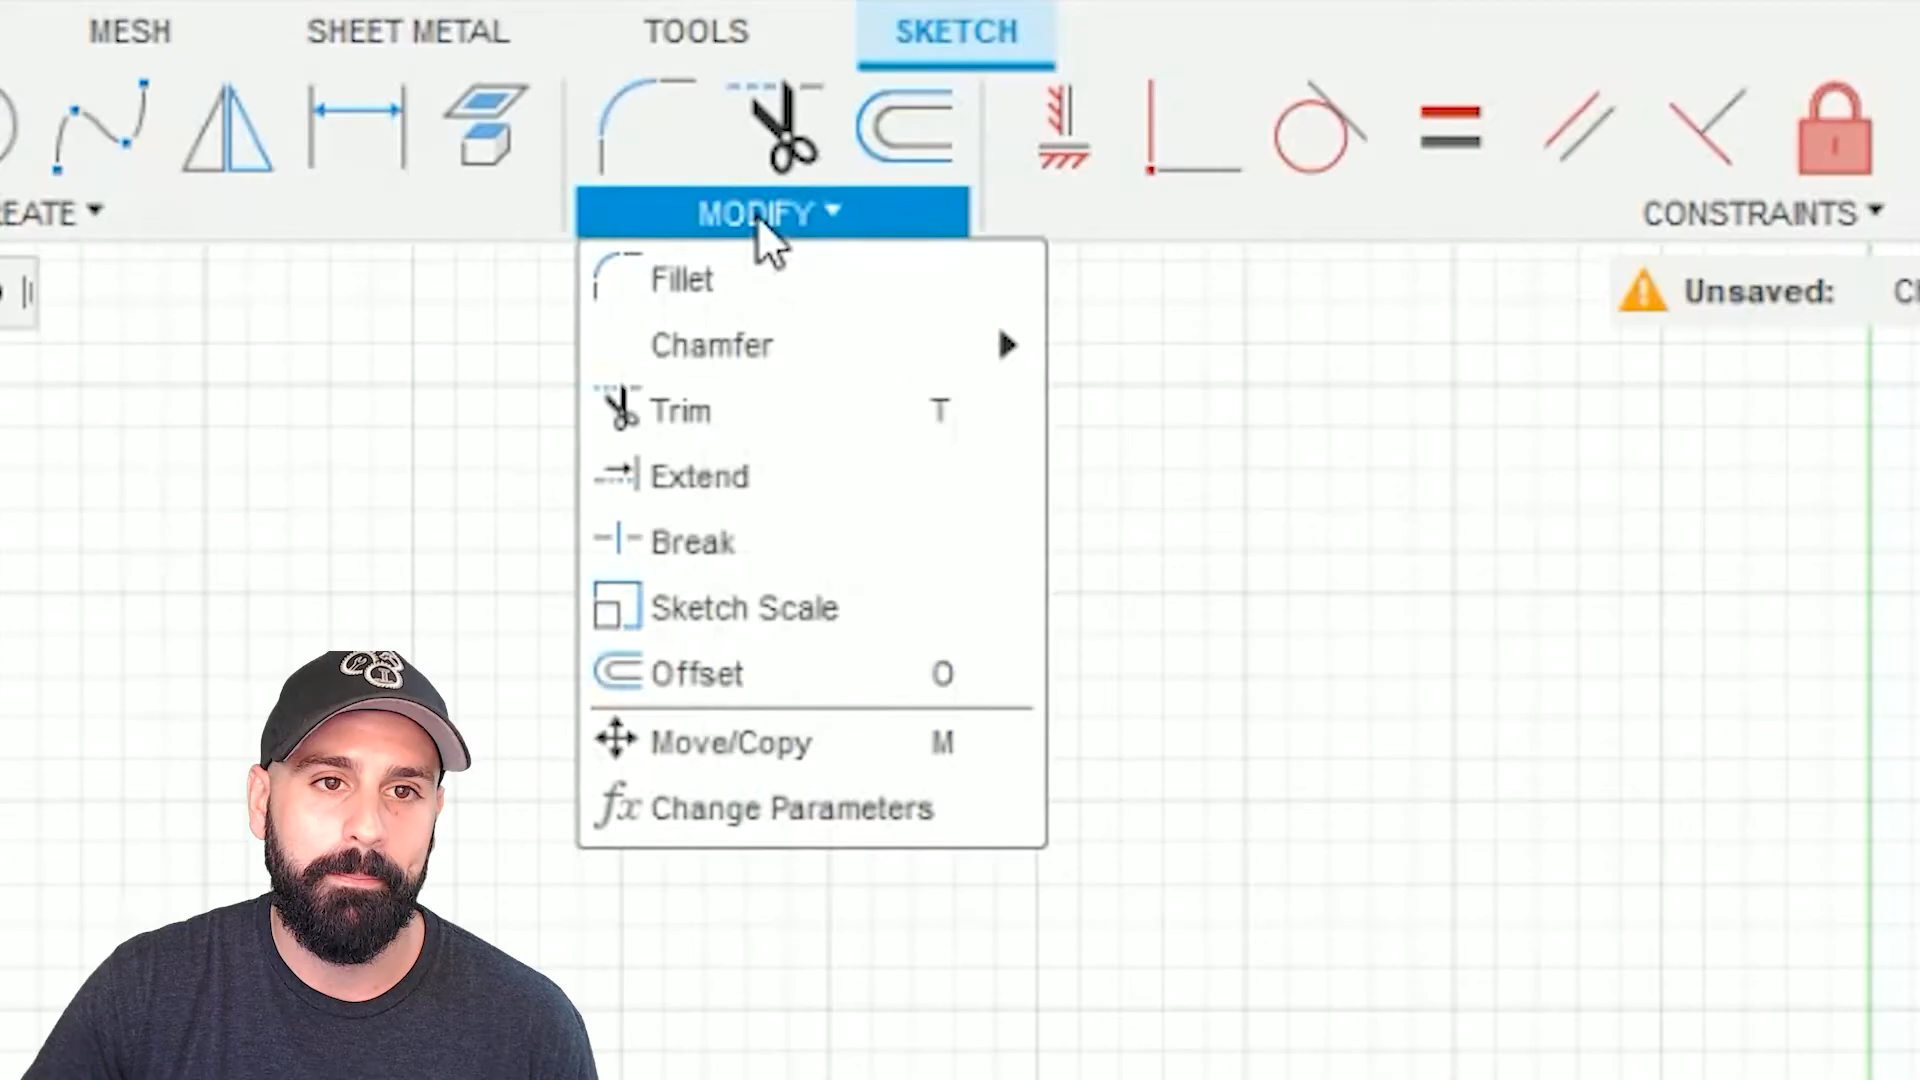 MESH SHEET METAL TOOLS SKETCH
MODIFY
CONSTRAINTS
Fillet
Chamfer
Trim T
Extend
Break
Sketch Scale
Offset O
Move/Copy M
fx Change Parameters
Unsaved: